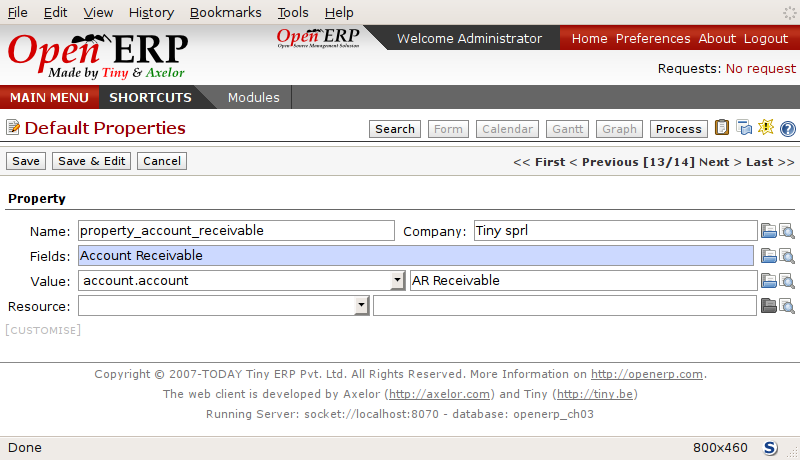 File Edit View History Bookmarks Tools Help
Open ERP
Made by Tiny & Axelor
Open ERP
Open Source Management Solution
Welcome Administrator
Home Preferences About Logout
Requests: No request
MAIN MENU SHORTCUTS Modules
Default Properties
Search Form Calendar Gantt Graph Process
Save Save & Edit Cancel
<< First < Previous [13/14] Next > Last >>
Property
Name: property_account_receivable Company: Tiny sprl
Fields: Account Receivable
Value: account.account AR Receivable
Resource:
[CUSTOMISE]
Copyright © 2007-TODAY Tiny ERP Pvt. Ltd. All Rights Reserved. More Information on http://openerp.com.
The web client is developed by Axelor (http://axelor.com) and Tiny (http://tiny.be)
Running Server: socket://localhost:8070 - database: openerp_ch03
Done 800x460 S